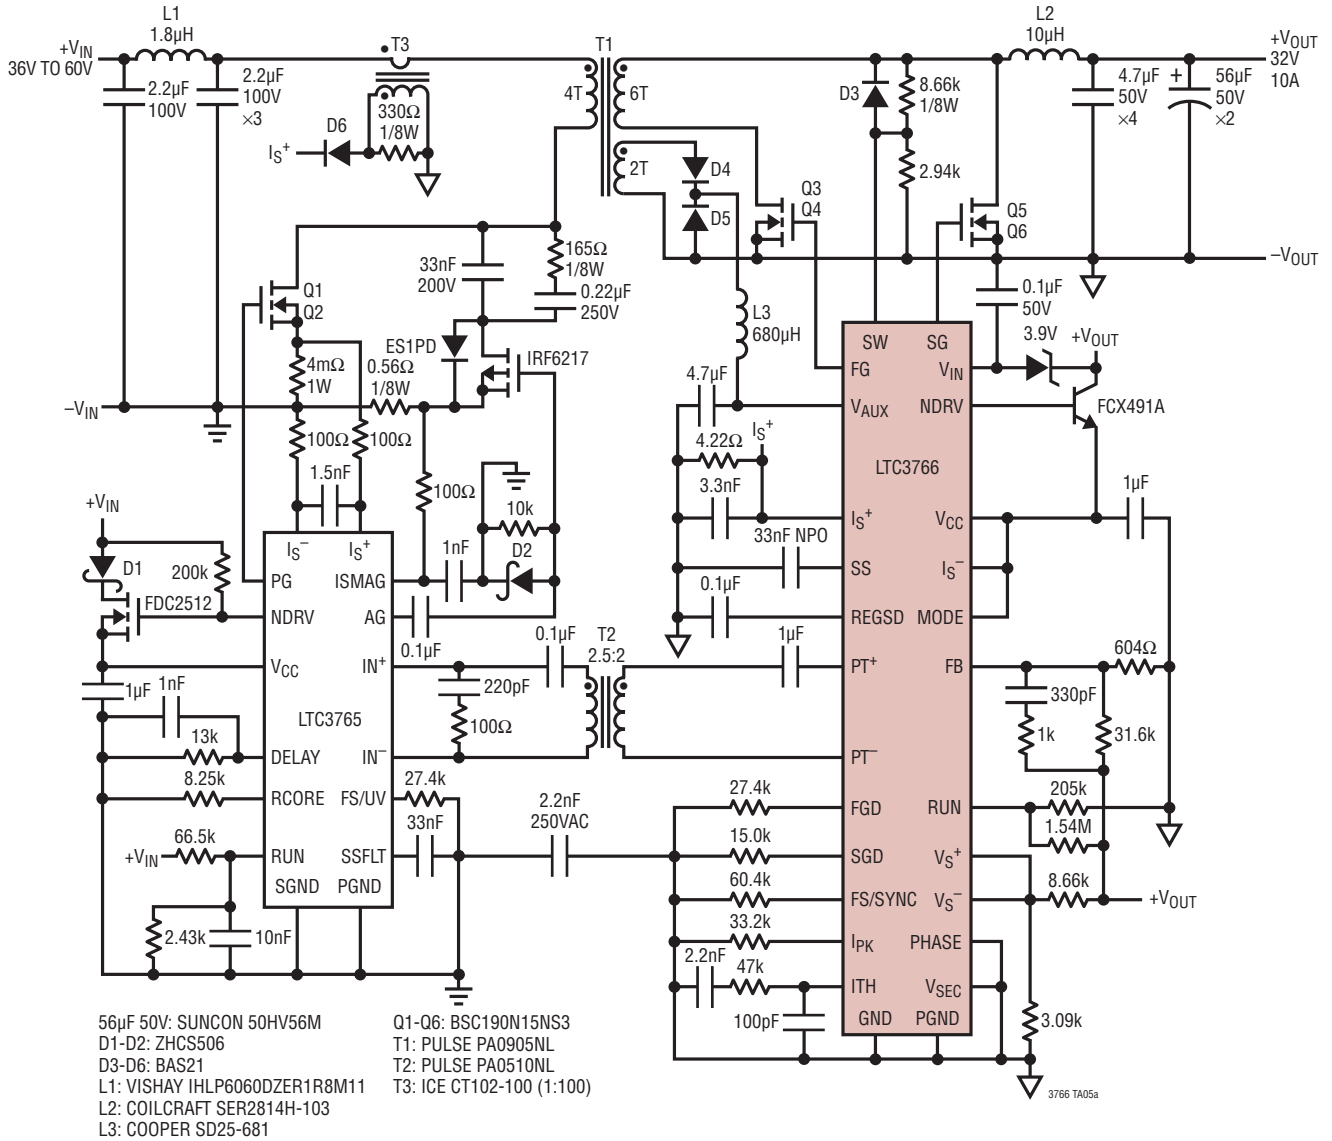 L1
1.8µH
+VIN
36V TO 60V
2.2µF
100V
2.2µF
100V
×3
T3
330Ω
1/8W
D6
IS+
T1
4T
6T
2T
D4
D5
D3
8.66k
1/8W
2.94k
L2
10µH
+VOUT
32V
10A
4.7µF
50V
×4
+
56µF
50V
×2
Q3
Q4
Q5
Q6
–VOUT
33nF
200V
165Ω
1/8W
0.22µF
250V
Q1
Q2
ES1PD
IRF6217
4mΩ
1W
0.56Ω
1/8W
–VIN
100Ω
100Ω
1.5nF
100Ω
10k
1nF
D2
L3
680µH
0.1µF
50V
3.9V
+VOUT
FCX491A
4.7µF
4.22Ω
IS+
3.3nF
33nF NPO
0.1µF
1µF
SW
SG
FG
VIN
VAUX
NDRV
LTC3766
IS+
VCC
SS
IS–
REGSD
MODE
PT+
FB
PT–
FGD
RUN
SGD
VS+
FS/SYNC
VS–
IPK
PHASE
ITH
VSEC
GND
PGND
+VIN
D1
200k
FDC2512
1µF
1nF
13k
8.25k
66.5k
+VIN
2.43k
10nF
IS–
IS+
PG
ISMAG
NDRV
AG
VCC
IN+
LTC3765
DELAY
IN–
RCORE
FS/UV
RUN
SSFLT
SGND
PGND
0.1µF
0.1µF
T2
2.5:2
1µF
220pF
100Ω
27.4k
33nF
2.2nF
250VAC
27.4k
15.0k
60.4k
33.2k
2.2nF
47k
100pF
604Ω
330pF
1k
31.6k
205k
1.54M
8.66k
+VOUT
3.09k
56µF 50V: SUNCON 50HV56M
D1-D2: ZHCS506
D3-D6: BAS21
L1: VISHAY IHLP6060DZER1R8M11
L2: COILCRAFT SER2814H-103
L3: COOPER SD25-681
Q1-Q6: BSC190N15NS3
T1: PULSE PA0905NL
T2: PULSE PA0510NL
T3: ICE CT102-100 (1:100)
3766 TA05a